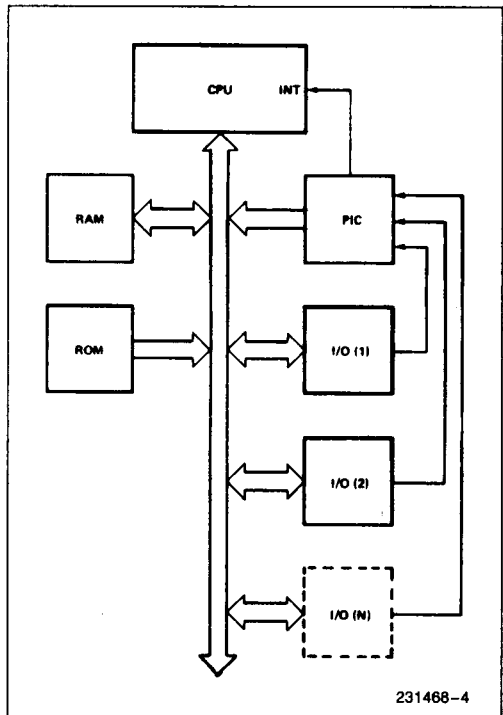 CPU INT
RAM
PIC
ROM
I/O (1)
I/O (2)
I/O (N)
231468-4